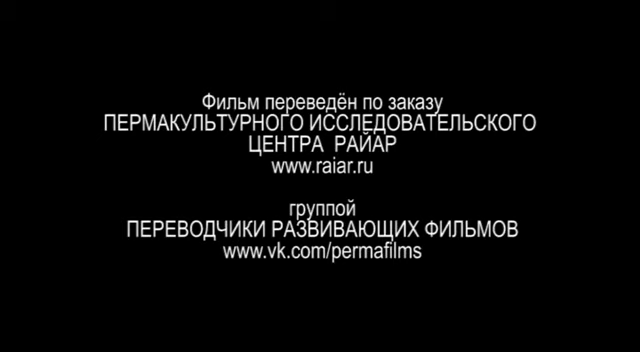 Фильм переведён по заказу
ПЕРМАКУЛЬТУРНОГО ИССЛЕДОВАТЕЛЬСКОГО
ЦЕНТРА РАЙАР
www.raiar.ru
группой
ПЕРЕВОДЧИКИ РАЗВИВАЮЩИХ ФИЛЬМОВ
www.vk.com/permafilms